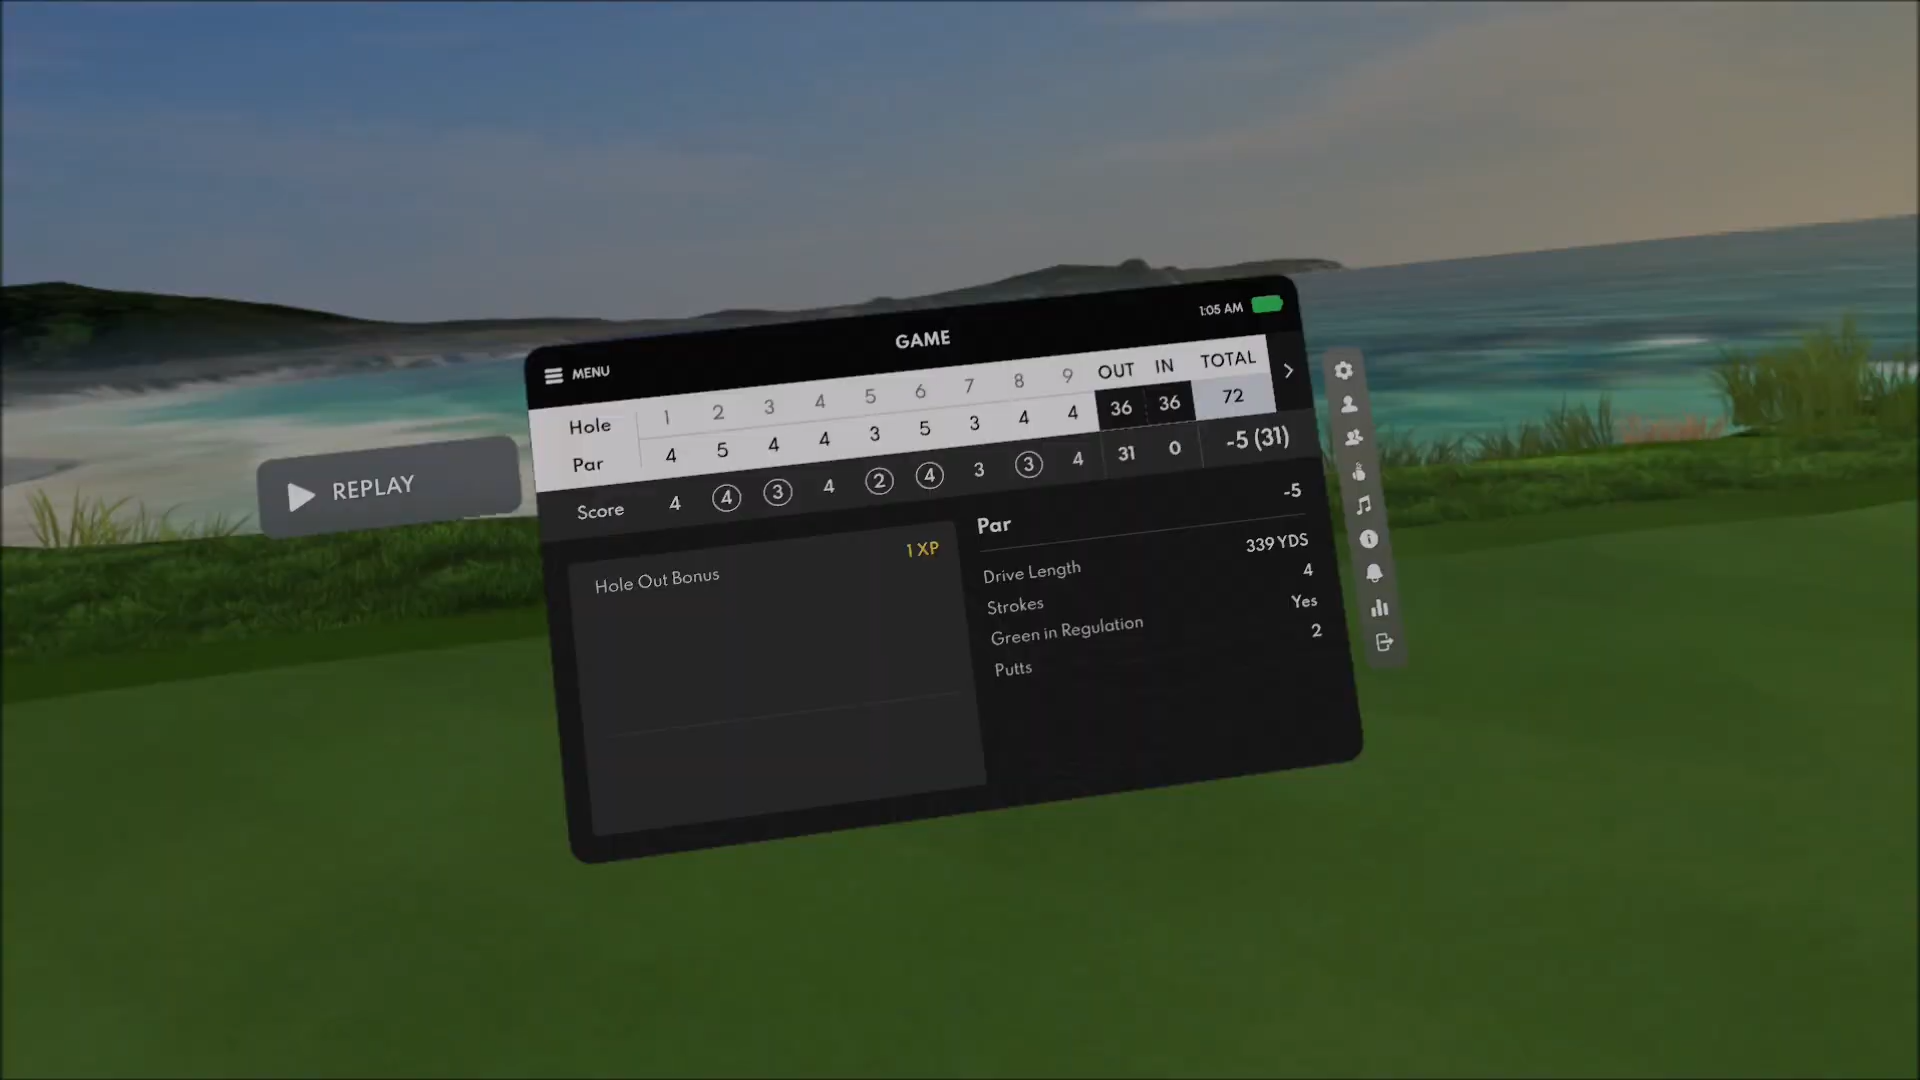 1:05 AM
MENU
GAME
Hole 1 2 3 4 5 6 7 8 9 OUT IN TOTAL
Par 4 5 4 4 3 5 3 4 4 36 36 72
Score 4 4 3 4 2 4 3 3 4 31 0 -5 (31)
REPLAY
Hole Out Bonus 1 XP
Par -5
Drive Length 339 YDS
Strokes 4
Green in Regulation Yes
Putts 2